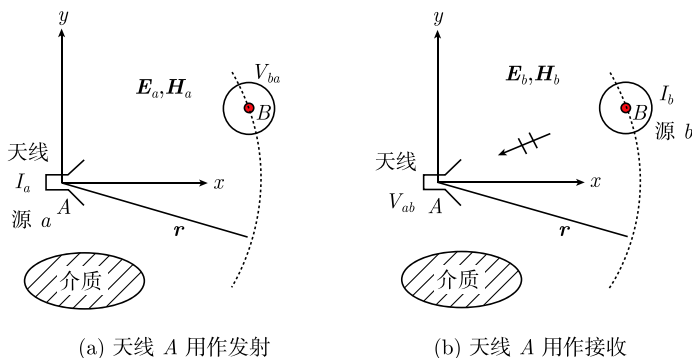 y
E_a,H_a
V_ba
B
天线
I_a
A
x
源 a
r
介质
(a) 天线 A 用作发射
y
E_b,H_b
I_b
B
源 b
天线
V_ab
A
x
r
介质
(b) 天线 A 用作接收